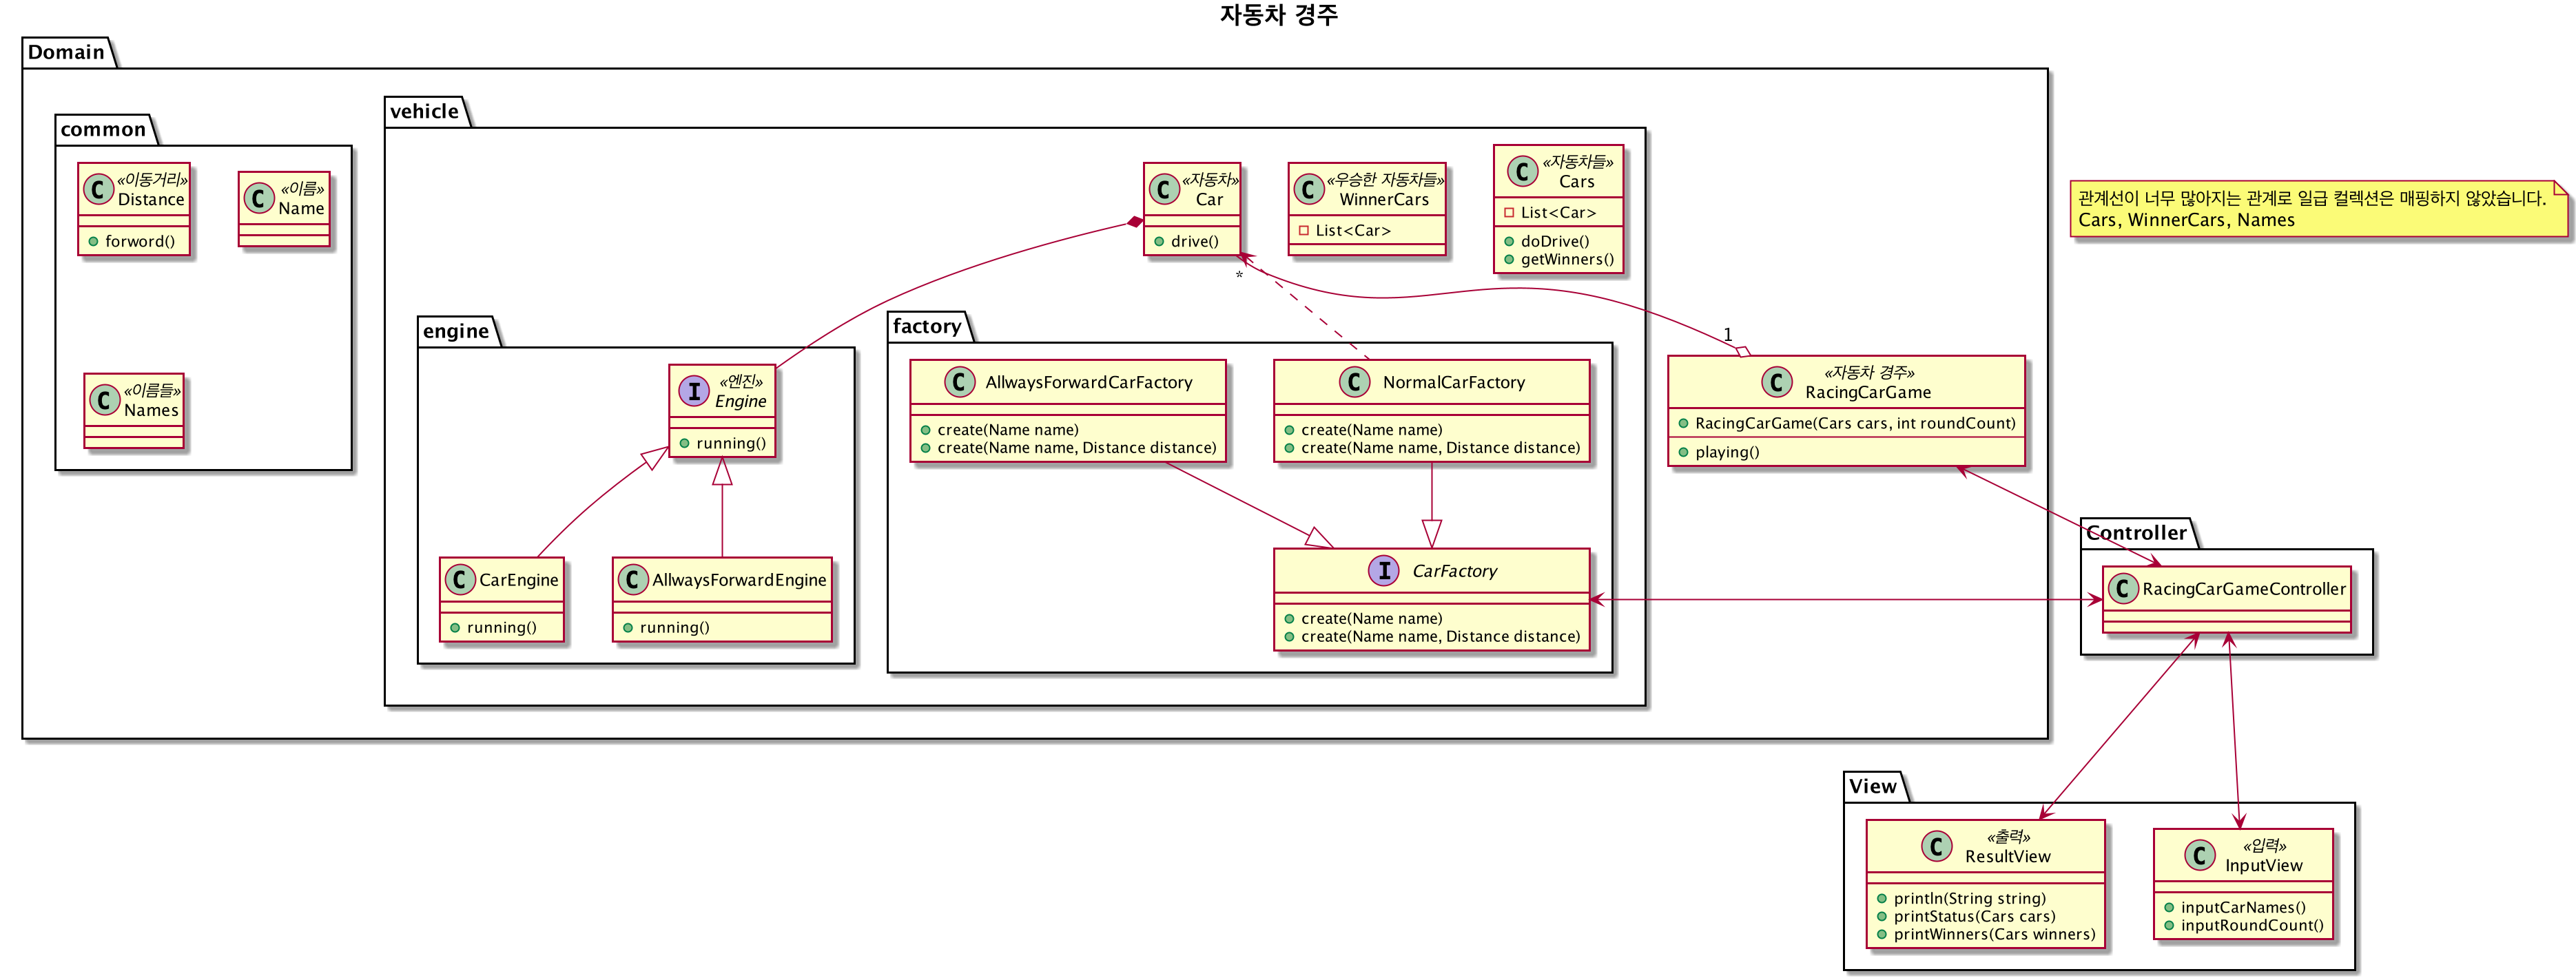 자동차 경주
Domain
common
C
«이동거리»
Distance
forword()
C
«이름»
Name
C
«이름들»
Names
vehicle
C
«자동차»
Car
drive()
C
«우승한 자동차들»
WinnerCars
List<Car>
C
«자동차들»
Cars
List<Car>
doDrive()
getWinners()
*
1
engine
I
«엔진»
Engine
running()
C
CarEngine
running()
C
AllwaysForwardEngine
running()
factory
C
AllwaysForwardCarFactory
create(Name name)
create(Name name, Distance distance)
C
NormalCarFactory
create(Name name)
create(Name name, Distance distance)
I
CarFactory
create(Name name)
create(Name name, Distance distance)
C
«자동차 경주»
RacingCarGame
RacingCarGame(Cars cars, int roundCount)
playing()
관계선이 너무 많아지는 관계로 일급 컬렉션은 매핑하지 않았습니다.
Cars, WinnerCars, Names
Controller
C
RacingCarGameController
View
C
«출력»
ResultView
println(String string)
printStatus(Cars cars)
printWinners(Cars winners)
C
«입력»
InputView
inputCarNames()
inputRoundCount()